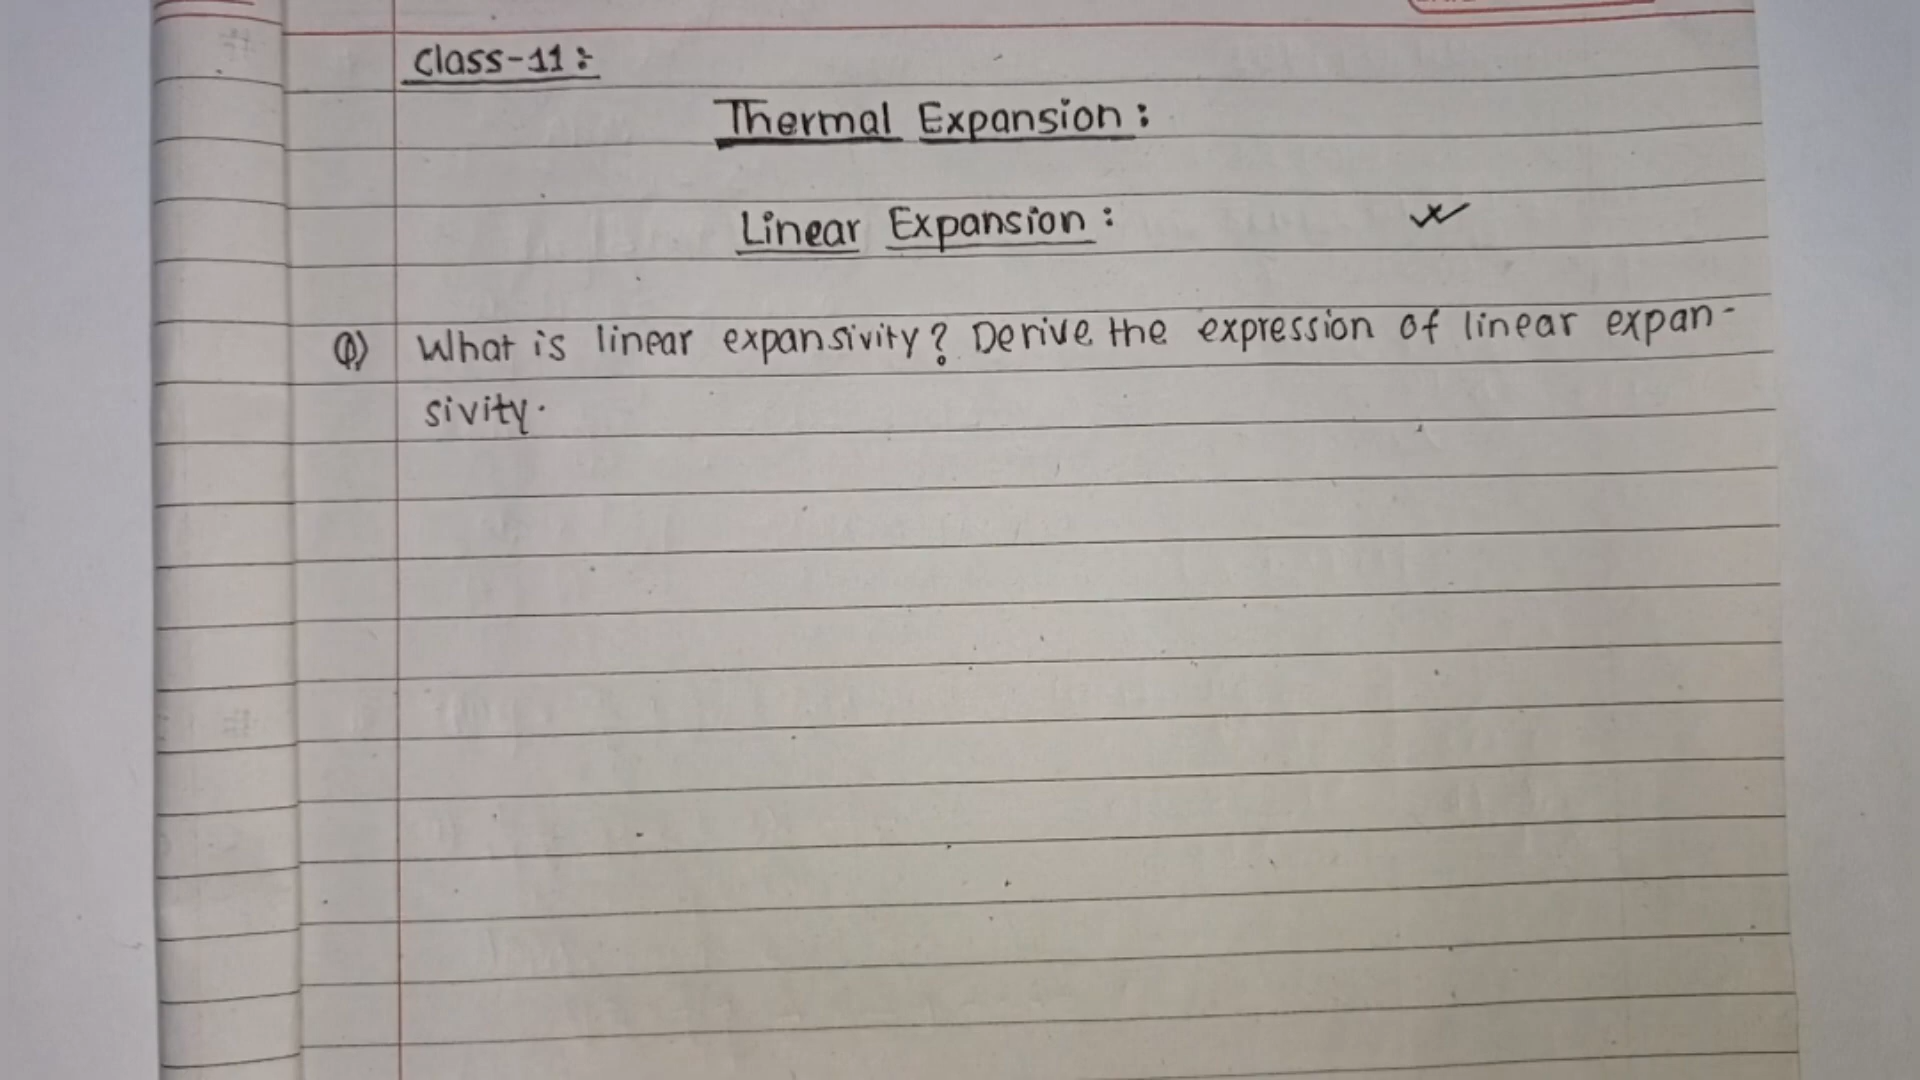 Class-11:
Thermal Expansion:
Linear Expansion:
Q) What is linear expansivity? Derive the expression of linear expan-
sivity.